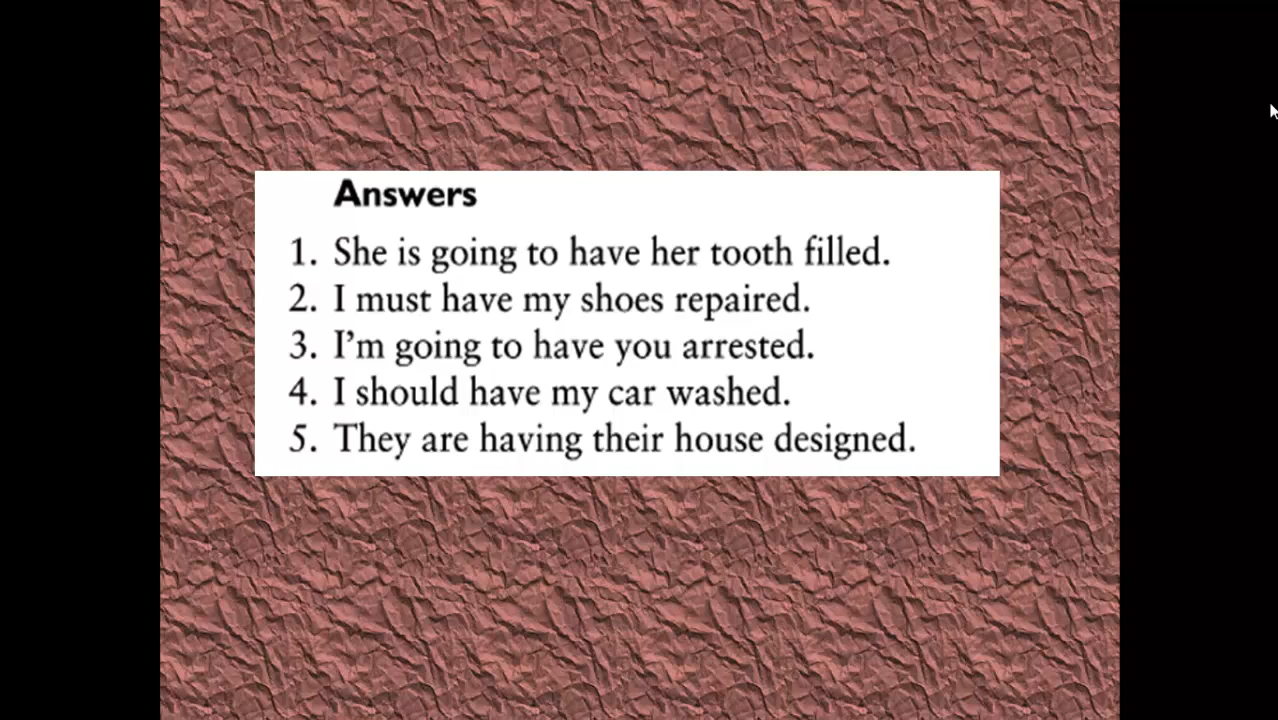 Answers
1. She is going to have her tooth filled.
2. I must have my shoes repaired.
3. I’m going to have you arrested.
4. I should have my car washed.
5. They are having their house designed.